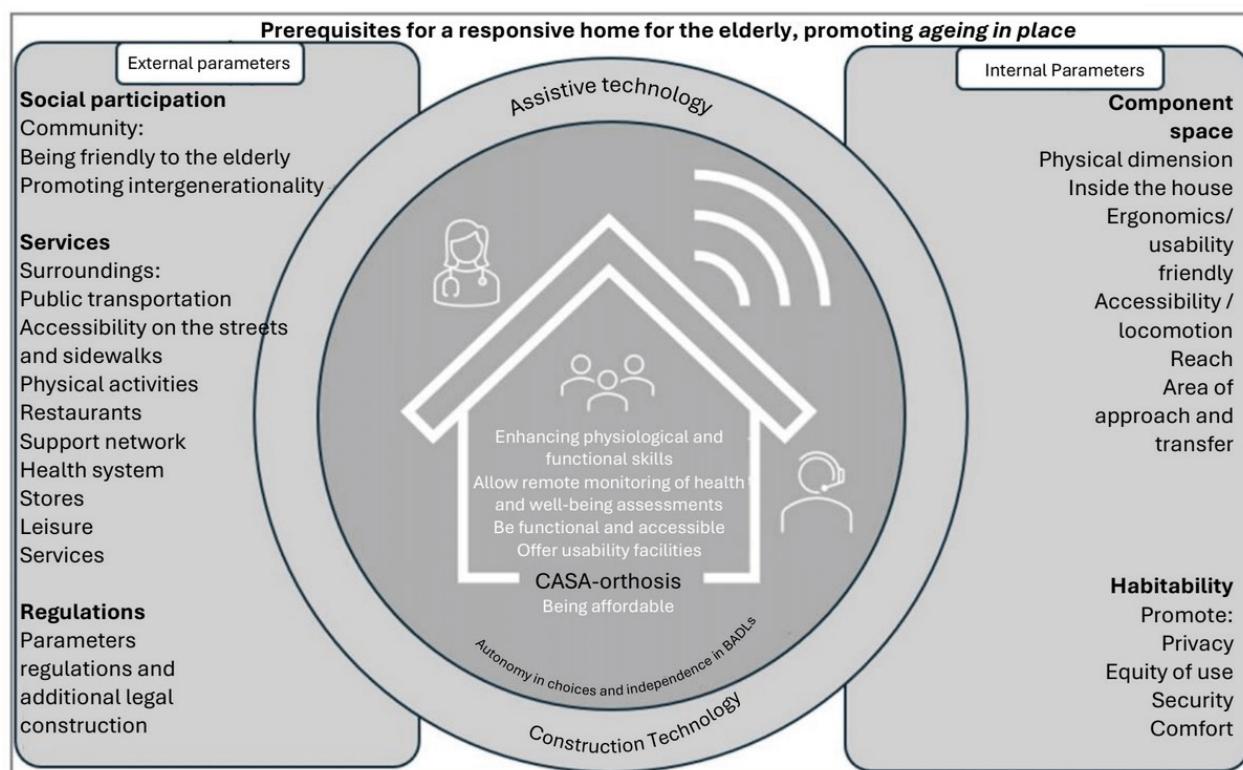 Prerequisites for a responsive home for the elderly, promoting ageing in place
External parameters
Social participation
Community:
Being friendly to the elderly
Promoting intergenerationality
Services
Surroundings:
Public transportation
Accessibility on the streets
and sidewalks
Physical activities
Restaurants
Support network
Health system
Stores
Leisure
Services
Regulations
Parameters
regulations and
additional legal
construction
Assistive technology
Enhancing physiological and
functional skills
Allow remote monitoring of health
and well-being assessments
Be functional and accessible
Offer usability facilities
CASA-orthosis
Being affordable
Autonomy in choices and independence in BADLs
Construction Technology
Internal Parameters
Component
space
Physical dimension
Inside the house
Ergonomics/
usability
friendly
Accessibility /
locomotion
Reach
Area of
approach and
transfer
Habitability
Promote:
Privacy
Equity of use
Security
Comfort